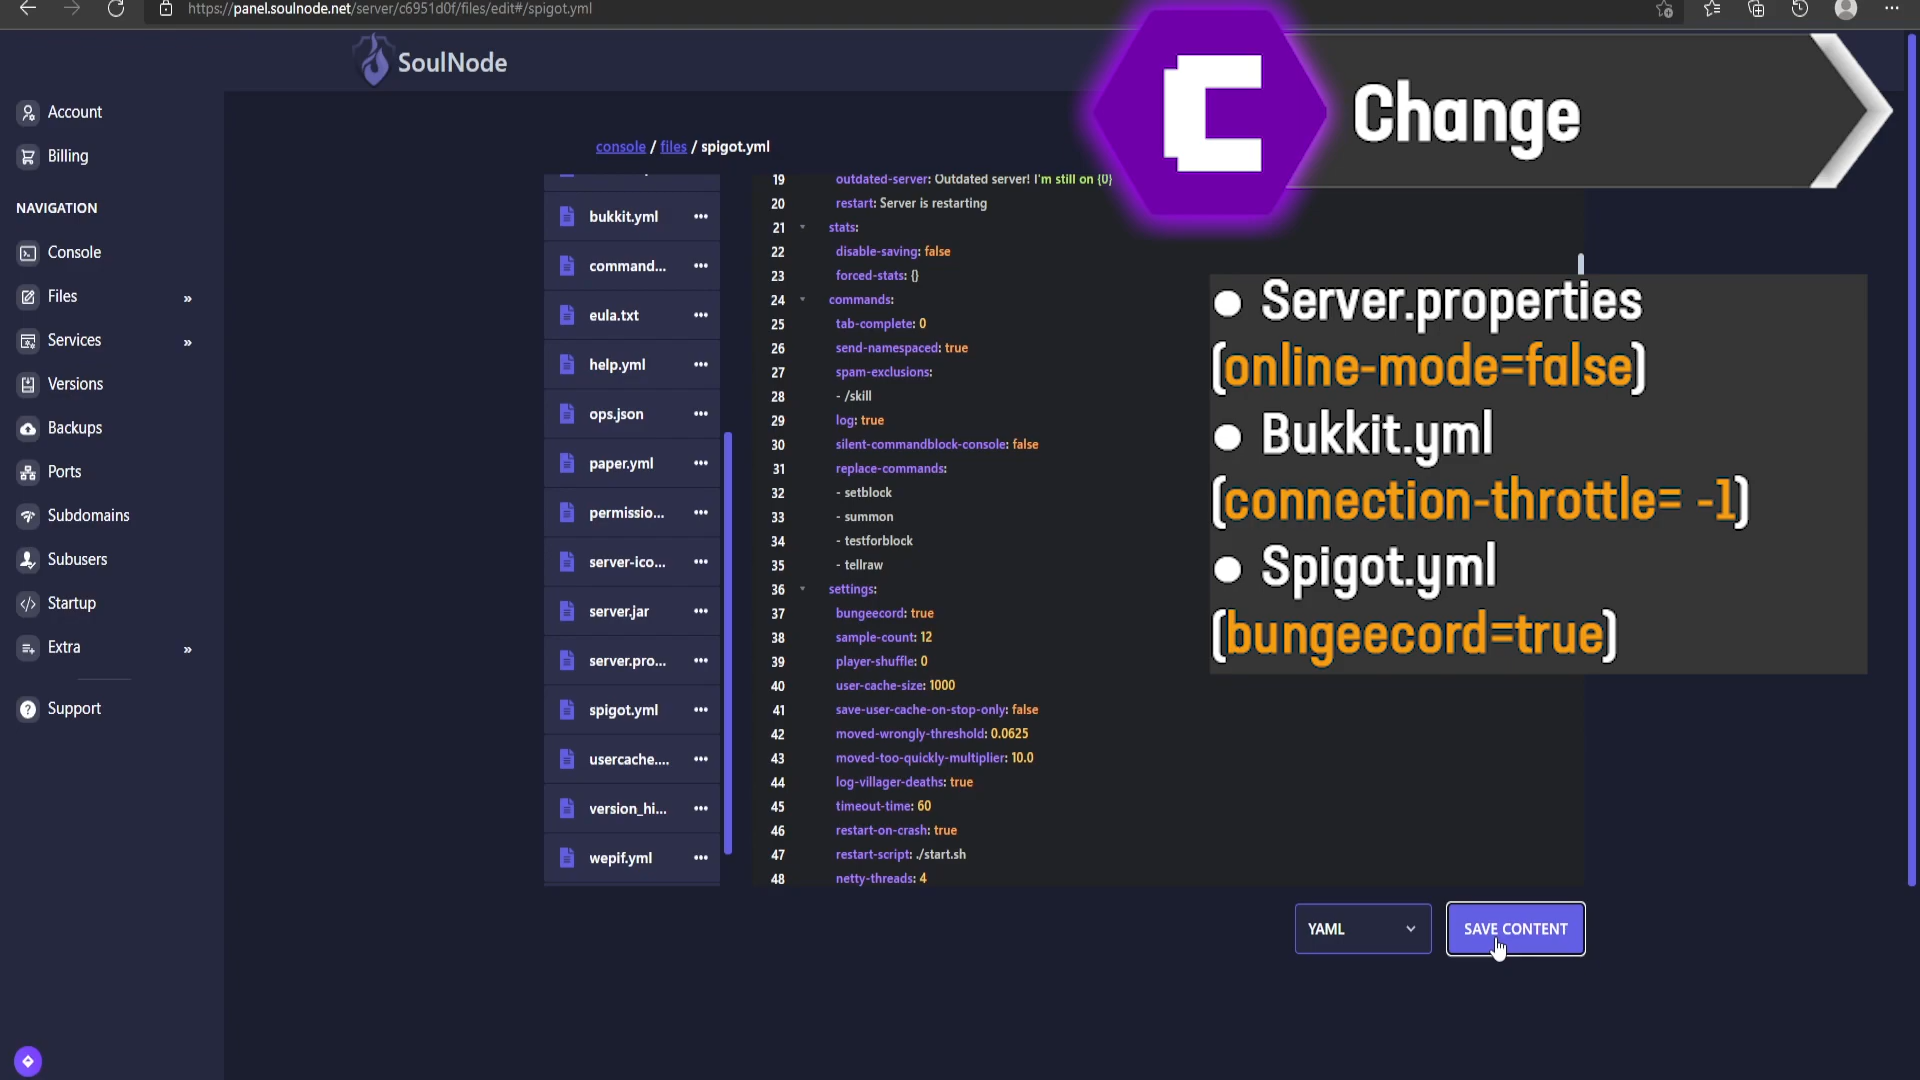 https://panel.soulnode.net/server/c6951d0f/files/edit#/spigot.yml
SoulNode
C
Change
Account
Billing
NAVIGATION
Console
Files »
Services »
Versions
Backups
Ports
Subdomains
Subusers
Startup
Extra »
Support
console / files / spigot.yml
bukkit.yml •••
command... •••
eula.txt •••
help.yml •••
ops.json •••
paper.yml •••
permissio... •••
server-ico... •••
server.jar •••
server.pro... •••
spigot.yml •••
usercache.... •••
version_hi... •••
wepif.yml •••
19 outdated-server: Outdated server! I'm still on {0}
20 restart: Server is restarting
21 stats:
22 disable-saving: false
23 forced-stats: {}
24 commands:
25 tab-complete: 0
26 send-namespaced: true
27 spam-exclusions:
28 - /skill
29 log: true
30 silent-commandblock-console: false
31 replace-commands:
32 - setblock
33 - summon
34 - testforblock
35 - tellraw
36 settings:
37 bungeecord: true
38 sample-count: 12
39 player-shuffle: 0
40 user-cache-size: 1000
41 save-user-cache-on-stop-only: false
42 moved-wrongly-threshold: 0.0625
43 moved-too-quickly-multiplier: 10.0
44 log-villager-deaths: true
45 timeout-time: 60
46 restart-on-crash: true
47 restart-script: ./start.sh
48 netty-threads: 4
● Server.properties
(online-mode=false)
● Bukkit.yml
(connection-throttle= -1)
● Spigot.yml
(bungeecord=true)
YAML
SAVE CONTENT